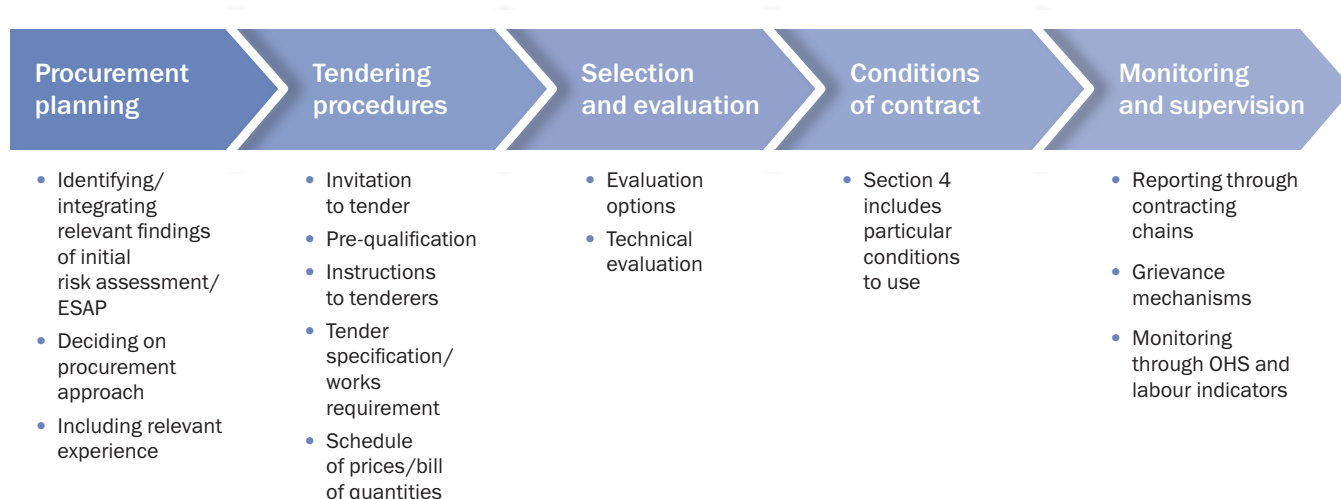 Procurement
planning
Tendering
procedures
Selection
and evaluation
Conditions
of contract
Monitoring
and supervision
• Identifying/
integrating
relevant findings
of initial
risk assessment/
ESAP
• Deciding on
procurement
approach
• Including relevant
experience
• Invitation
to tender
• Pre-qualification
• Instructions
to tenderers
• Tender
specification/
works
requirement
• Schedule
of prices/bill
of quantities
• Evaluation
options
• Technical
evaluation
• Section 4
includes
particular
conditions
to use
• Reporting through
contracting
chains
• Grievance
mechanisms
• Monitoring
through OHS and
labour indicators